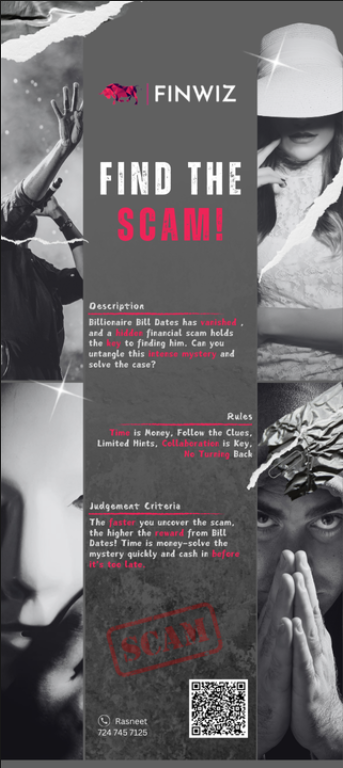 FINWIZ
FIND THE
SCAM!
Description
Billionaire Bill Dates has vanished ,
and a hidden financial scam holds
the key to finding him. Can you
untangle this intense mystery and
solve the case?
Rules
Time is Money, Follow the Clues,
Limited Hints, Collaboration is Key,
No Turning Back
Judgement Criteria
The faster you uncover the scam,
the higher the reward from Bill
Dates! Time is money-solve the
mystery quickly and cash in before
it's too late.
SCAM
Rasneet
724 745 7125